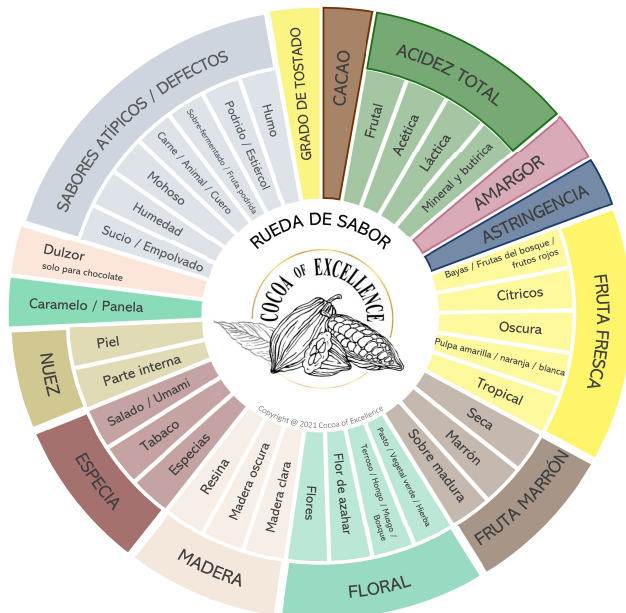 RUEDA DE SABOR
COCOA OF EXCELLENCE
Copyright @ 2021 Cocoa of Excellence
CACAO
ACIDEZ TOTAL
Frutal
Acética
Láctica
Mineral y butirica
AMARGOR
ASTRINGENCIA
FRUTA FRESCA
Bayas / Frutas del bosque /
frutos rojos
Cítricos
Oscura
Pulpa amarilla / naranja / blanca
Tropical
FRUTA MARRÓN
Seca
Marrón
Sobre madura
FLORAL
Pasto / Vegetal verde / Hierba
Terroso / Hongo / Musgo /
Bosque
Flor de azahar
Flores
MADERA
Madera clara
Madera oscura
Resina
ESPECIA
Especias
Tabaco
Salado / Umami
NUEZ
Parte interna
Piel
Caramelo / Panela
Dulzor
solo para chocolate
SABORES ATÍPICOS / DEFECTOS
Sucio / Empolvado
Humedad
Mohoso
Carne / Animal / Cuero
Sobre-fermentado / Fruta podrida
Podrido / Estiércol
Humo
GRADO DE TOSTADO